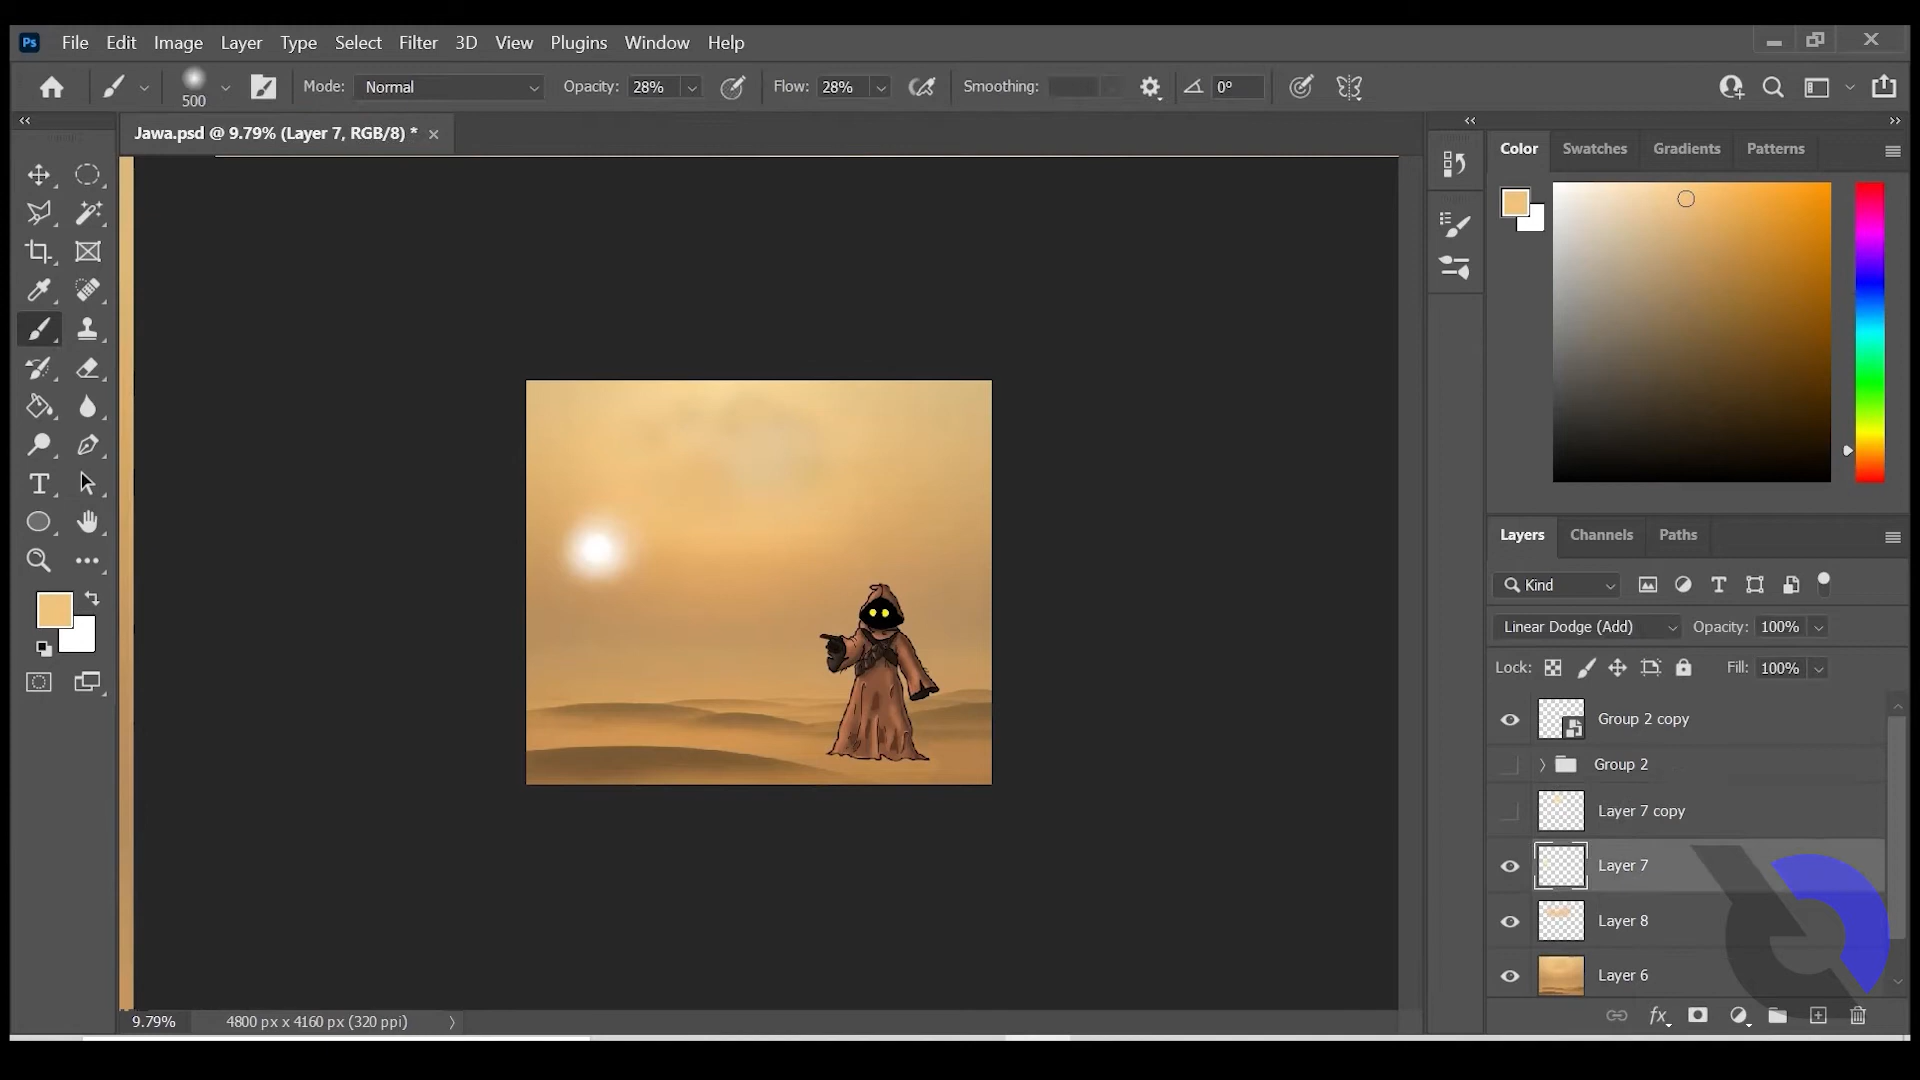 Ps File Edit Image Layer Type Select Filter 3D View Plugins Window Help
500 Mode: Normal Opacity: 28% Flow: 28% Smoothing: 0°
Jawa.psd @ 9.79% (Layer 7, RGB/8) *
Color Swatches Gradients Patterns
Layers Channels Paths
Kind
Linear Dodge (Add) Opacity: 100%
Lock: Fill: 100%
Group 2 copy
Group 2
Layer 7 copy
Layer 7
Layer 8
Layer 6
9.79% 4800 px x 4160 px (320 ppi)
fx